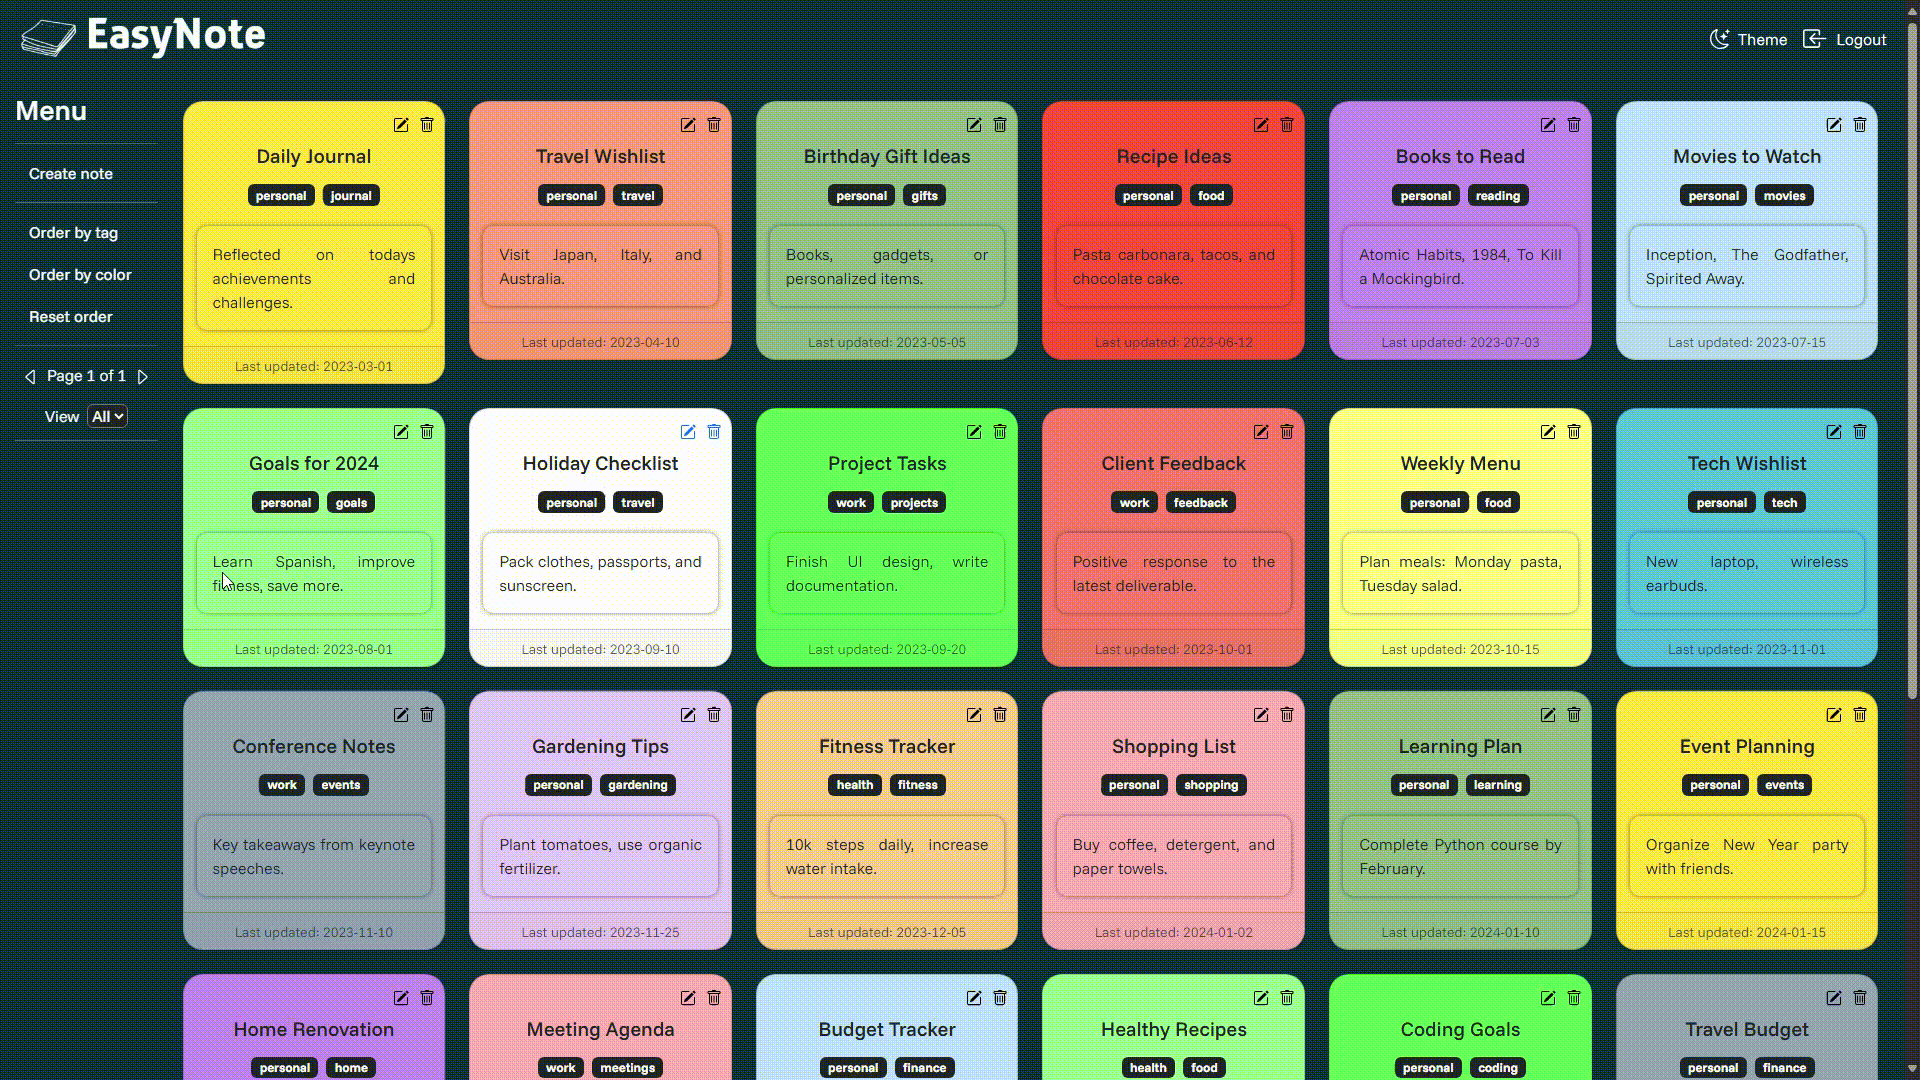 EasyNote
Theme
Logout
Menu
Create note
Order by tag
Order by color
Reset order
Page 1 of 1
View All
Daily Journal
personal journal
Reflected on todays
achievements and
challenges.
Last updated: 2023-03-01
Travel Wishlist
personal travel
Visit Japan, Italy, and
Australia.
Last updated: 2023-04-10
Birthday Gift Ideas
personal gifts
Books, gadgets, or
personalized items.
Last updated: 2023-05-05
Recipe Ideas
personal food
Pasta carbonara, tacos, and
chocolate cake.
Last updated: 2023-06-12
Books to Read
personal reading
Atomic Habits, 1984, To Kill
a Mockingbird.
Last updated: 2023-07-03
Movies to Watch
personal movies
Inception, The Godfather,
Spirited Away.
Last updated: 2023-07-15
Goals for 2024
personal goals
Learn Spanish, improve
fitness, save more.
Last updated: 2023-08-01
Holiday Checklist
personal travel
Pack clothes, passports, and
sunscreen.
Last updated: 2023-09-10
Project Tasks
work projects
Finish UI design, write
documentation.
Last updated: 2023-09-20
Client Feedback
work feedback
Positive response to the
latest deliverable.
Last updated: 2023-10-01
Weekly Menu
personal food
Plan meals: Monday pasta,
Tuesday salad.
Last updated: 2023-10-15
Tech Wishlist
personal tech
New laptop, wireless
earbuds.
Last updated: 2023-11-01
Conference Notes
work events
Key takeaways from keynote
speeches.
Last updated: 2023-11-10
Gardening Tips
personal gardening
Plant tomatoes, use organic
fertilizer.
Last updated: 2023-11-25
Fitness Tracker
health fitness
10k steps daily, increase
water intake.
Last updated: 2023-12-05
Shopping List
personal shopping
Buy coffee, detergent, and
paper towels.
Last updated: 2024-01-02
Learning Plan
personal learning
Complete Python course by
February.
Last updated: 2024-01-10
Event Planning
personal events
Organize New Year party
with friends.
Last updated: 2024-01-15
Home Renovation
personal home
Meeting Agenda
work meetings
Budget Tracker
personal finance
Healthy Recipes
health food
Coding Goals
personal coding
Travel Budget
personal finance